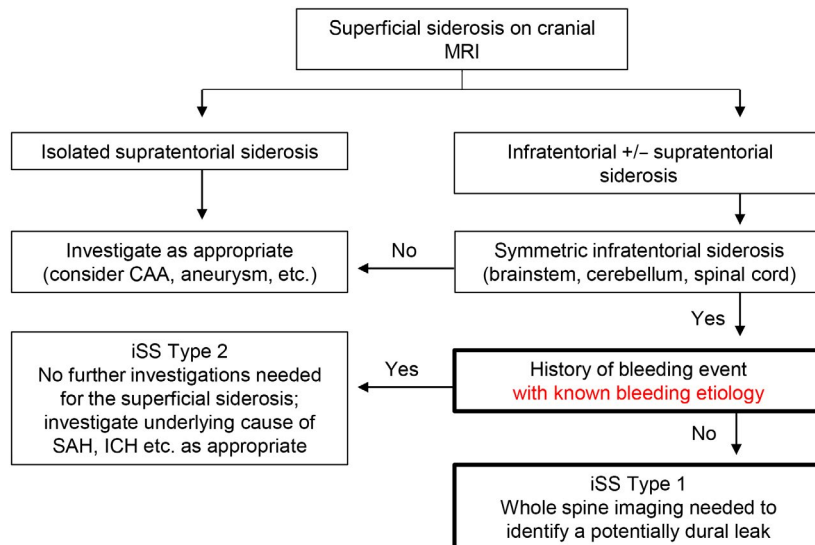 Superficial siderosis on cranial
MRI
Isolated supratentorial siderosis
Infratentorial +/− supratentorial
siderosis
Investigate as appropriate
(consider CAA, aneurysm, etc.)
No
Symmetric infratentorial siderosis
(brainstem, cerebellum, spinal cord)
Yes
iSS Type 2
No further investigations needed
for the superficial siderosis;
investigate underlying cause of
SAH, ICH etc. as appropriate
Yes
History of bleeding event
with known bleeding etiology
No
iSS Type 1
Whole spine imaging needed to
identify a potentially dural leak